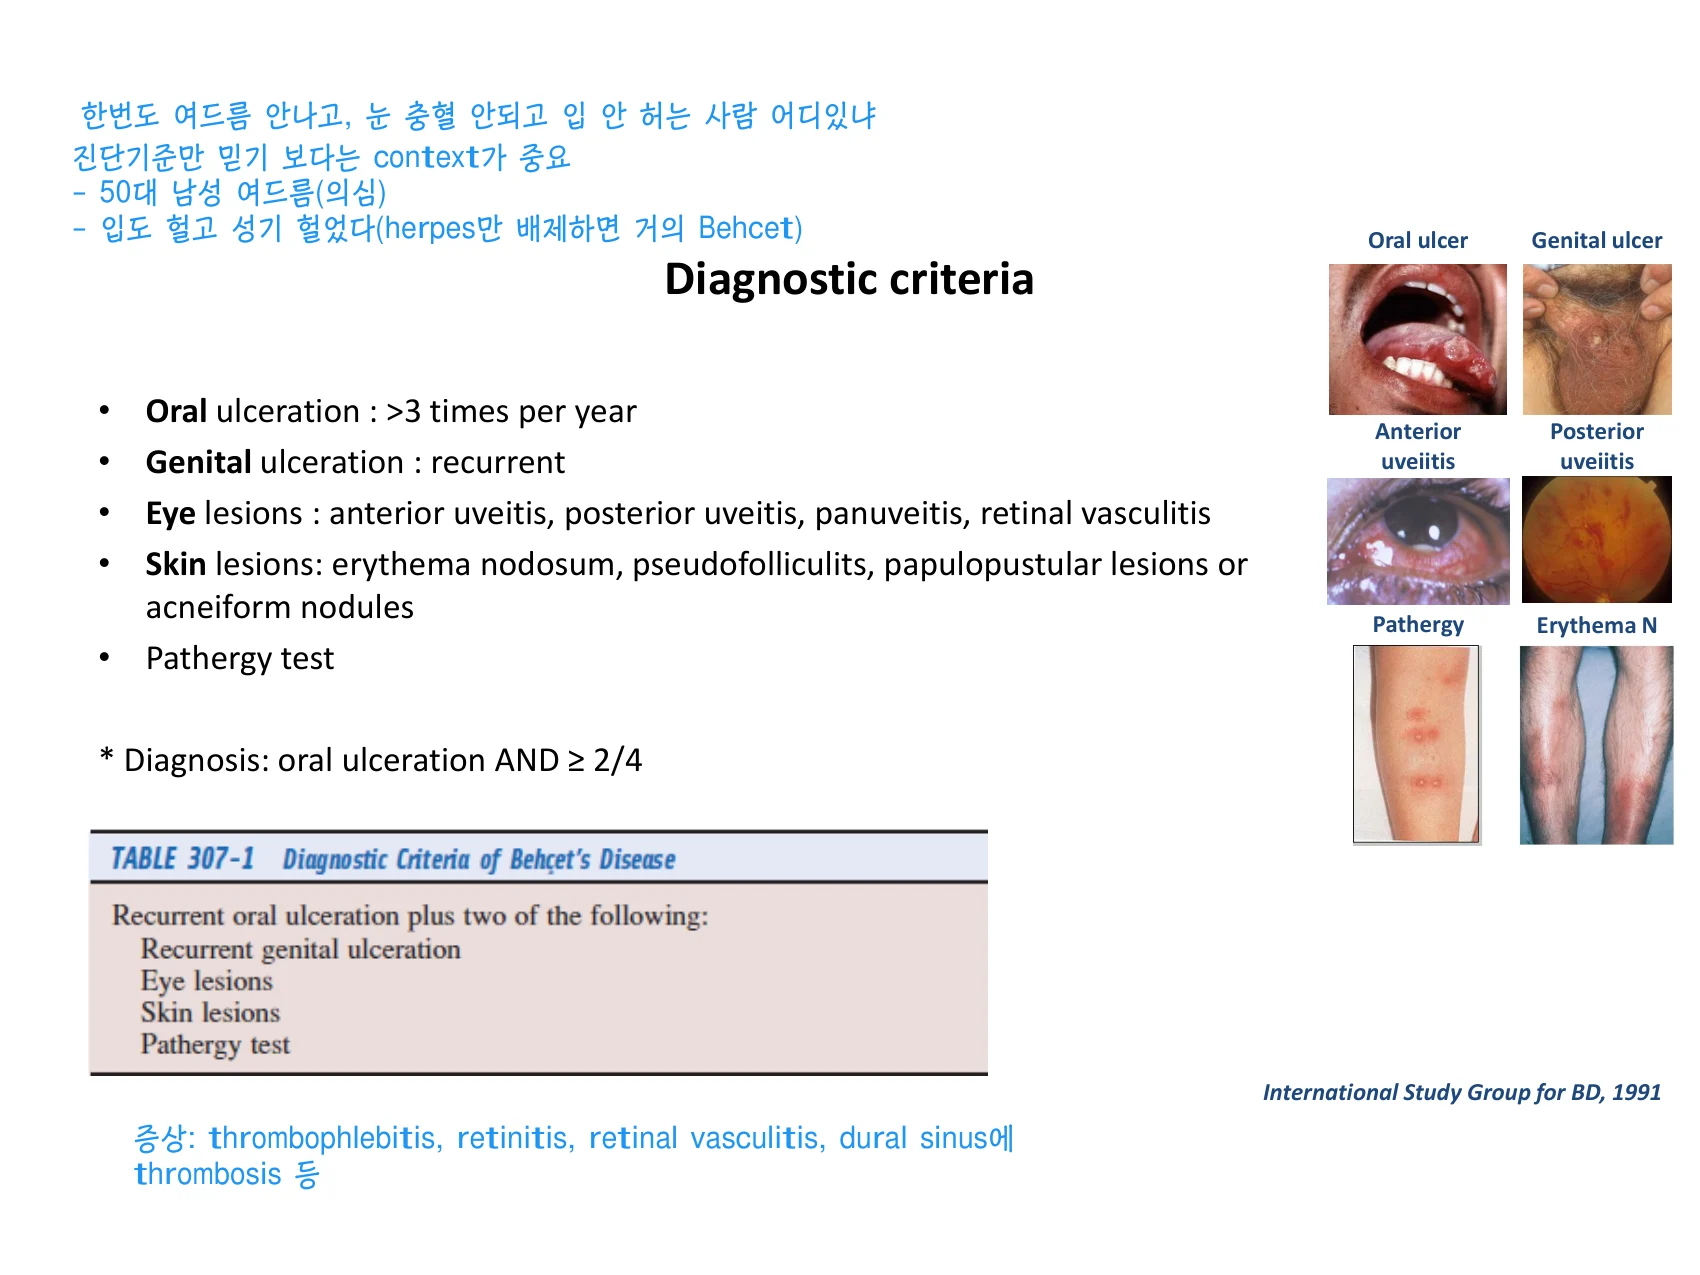 한번도 여드름 안나고, 눈 충혈 안되고 입 안 허는 사람 어디있냐
진단기준만 믿기 보다는 context가 중요
- 50대 남성 여드름(의심)
- 입도 헐고 성기 헐었다(herpes만 배제하면 거의 Behcet)
Diagnostic criteria
• Oral ulceration : >3 times per year
• Genital ulceration : recurrent
• Eye lesions : anterior uveitis, posterior uveitis, panuveitis, retinal vasculitis
• Skin lesions: erythema nodosum, pseudofolliculits, papulopustular lesions or
acneiform nodules
• Pathergy test
* Diagnosis: oral ulceration AND ≥ 2/4
Oral ulcer
Genital ulcer
Anterior
uveiitis
Posterior
uveiitis
Pathergy
Erythema N
TABLE 307-1 Diagnostic Criteria of Behçet's Disease
Recurrent oral ulceration plus two of the following:
Recurrent genital ulceration
Eye lesions
Skin lesions
Pathergy test
International Study Group for BD, 1991
증상: thrombophlebitis, retinitis, retinal vasculitis, dural sinus에
thrombosis 등